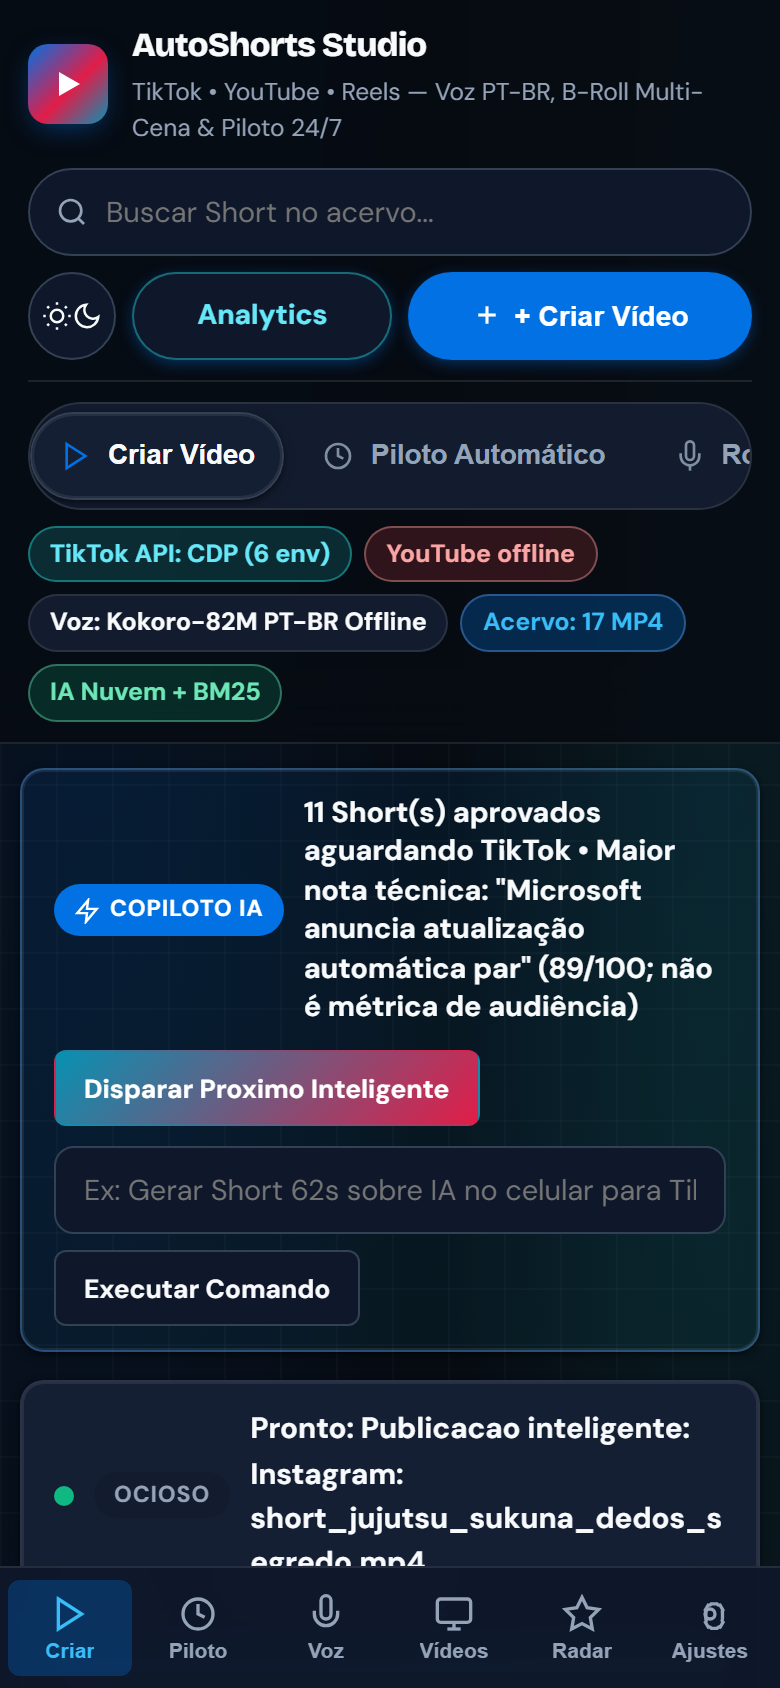 AutoShorts Studio
TikTok • YouTube • Reels — Voz PT-BR, B-Roll Multi-
Cena & Piloto 24/7
Buscar Short no acervo...
Analytics
+ + Criar Vídeo
Criar Vídeo
Piloto Automático
TikTok API: CDP (6 env)
YouTube offline
Voz: Kokoro-82M PT-BR Offline
Acervo: 17 MP4
IA Nuvem + BM25
COPILOTO IA
11 Short(s) aprovados
aguardando TikTok • Maior
nota técnica: "Microsoft
anuncia atualização
automática par" (89/100; não
é métrica de audiência)
Disparar Proximo Inteligente
Ex: Gerar Short 62s sobre IA no celular para
Executar Comando
OCIOSO
Pronto: Publicacao inteligente:
Instagram:
short_jujutsu_sukuna_dedos_s
egredo.mp4
Criar
Piloto
Voz
Vídeos
Radar
Ajustes